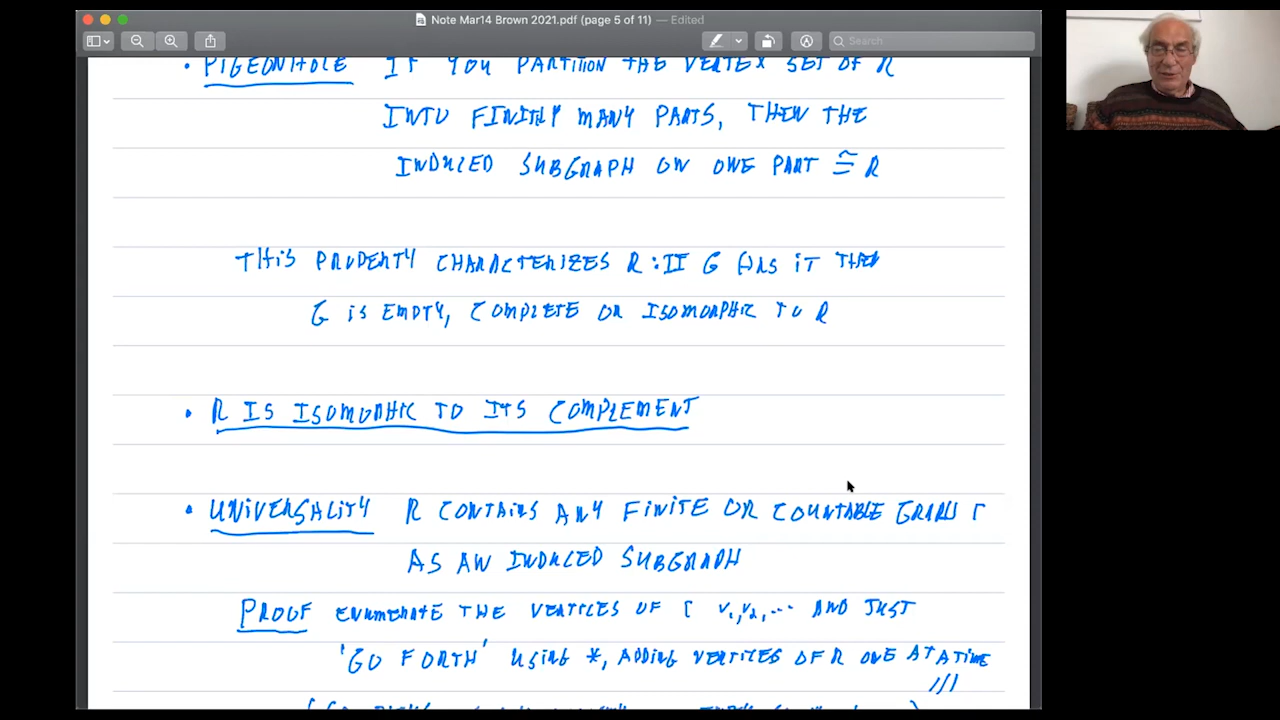 Note Mar14 Brown 2021.pdf (page 5 of 11) — Edited
Search
• PIGEONHOLE IF YOU PARTITION THE VERTEX SET OF R
INTO FINITLY MANY PARTS, THEN THE
INDUCED SUBGRAPH ON ONE PART ≅ R
THIS PROPERTY CHARACTERIZES R: IF G HAS IT THEN
G IS EMPTY, COMPLETE OR ISOMORPHIC TO R
• R IS ISOMORPHIC TO ITS COMPLEMENT
• UNIVERSALITY R CONTAINS ANY FINITE OR COUNTABLE GRAPH Γ
AS AN INDUCED SUBGRAPH
PROOF ENUMERATE THE VERTICES OF Γ v₁,v₂,... AND JUST
'GO FORTH' USING *, ADDING VERTICES OF R ONE AT A TIME
///